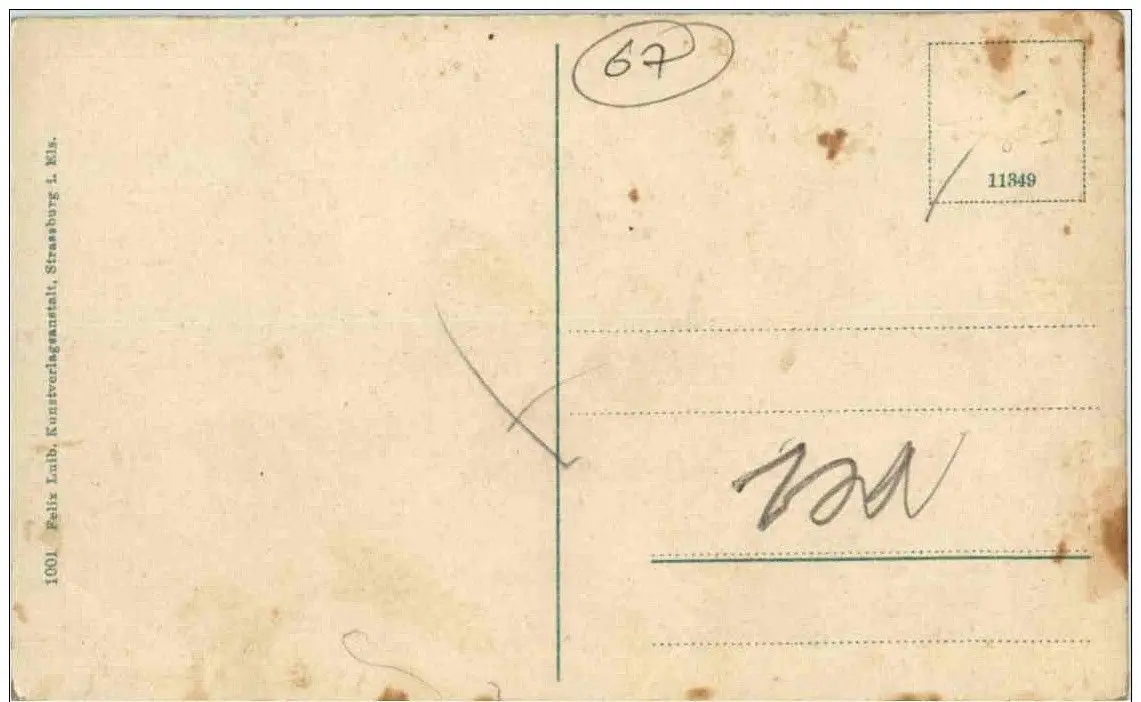 1001 Felix Luib, Kunstverlagsanstalt, Strassburg i. Els.
67
11349